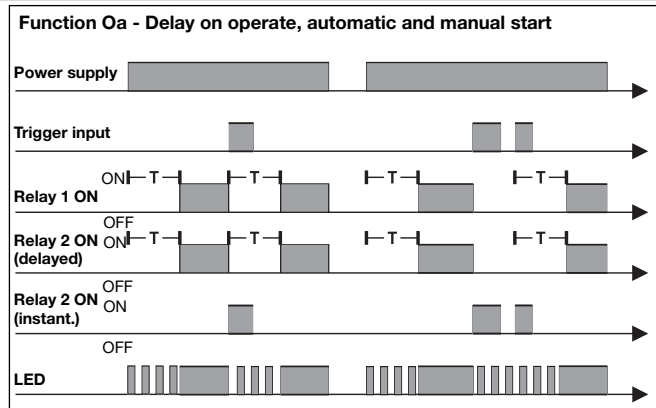 Function Oa - Delay on operate, automatic and manual start
Power supply
Trigger input
ON T T T T
Relay 1 ON
OFF
ON T T T T
Relay 2 ON
(delayed)
OFF
Relay 2 ON
ON
(instant.)
OFF
LED